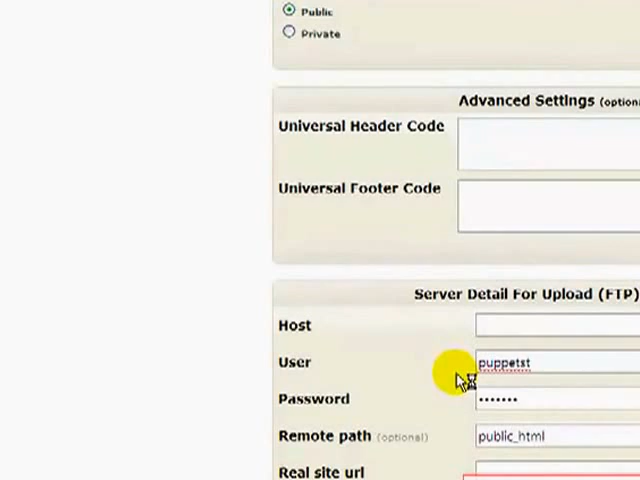 Public
Private
Advanced Settings (optiona
Universal Header Code
Universal Footer Code
Server Detail For Upload (FTP)
Host
User puppetst
Password •••••••
Remote path (optional) public_html
Real site url